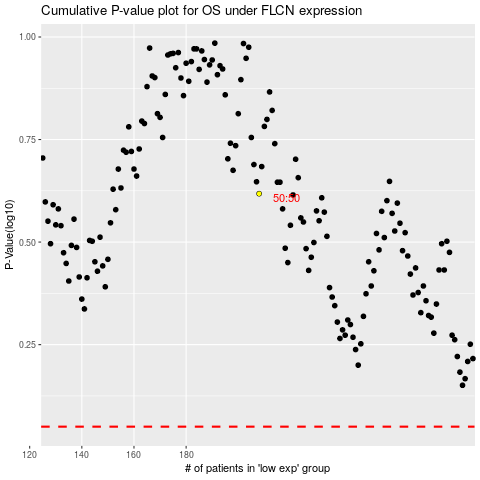 Cumulative P-value plot for OS under FLCN expression
P-Value(log10)
1.00
0.75
0.50
0.25
50:50
120 140 160 180
# of patients in 'low exp' group